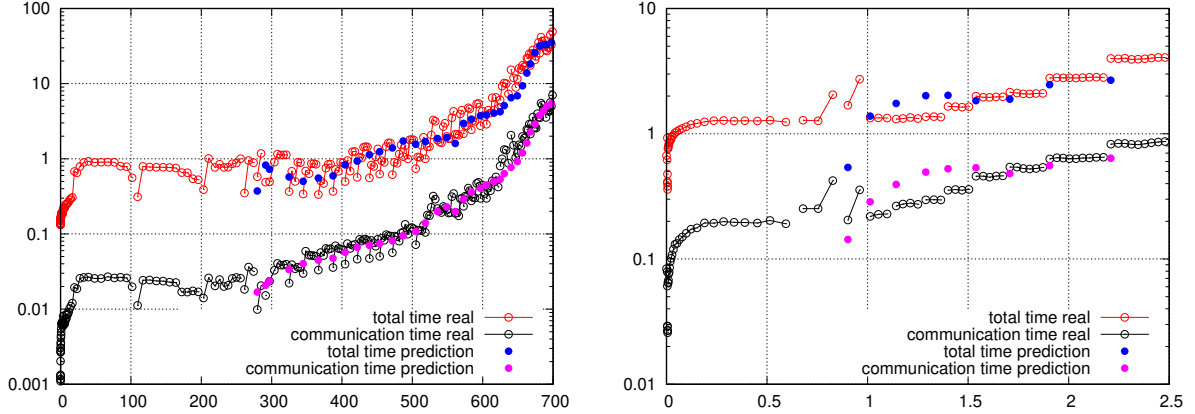 100
10
1
0.1
0.01
0.001
0 100 200 300 400 500 600 700
total time real
communication time real
total time prediction
communication time prediction
10
1
0.1
0.01
0 0.5 1 1.5 2 2.5
total time real
communication time real
total time prediction
communication time prediction